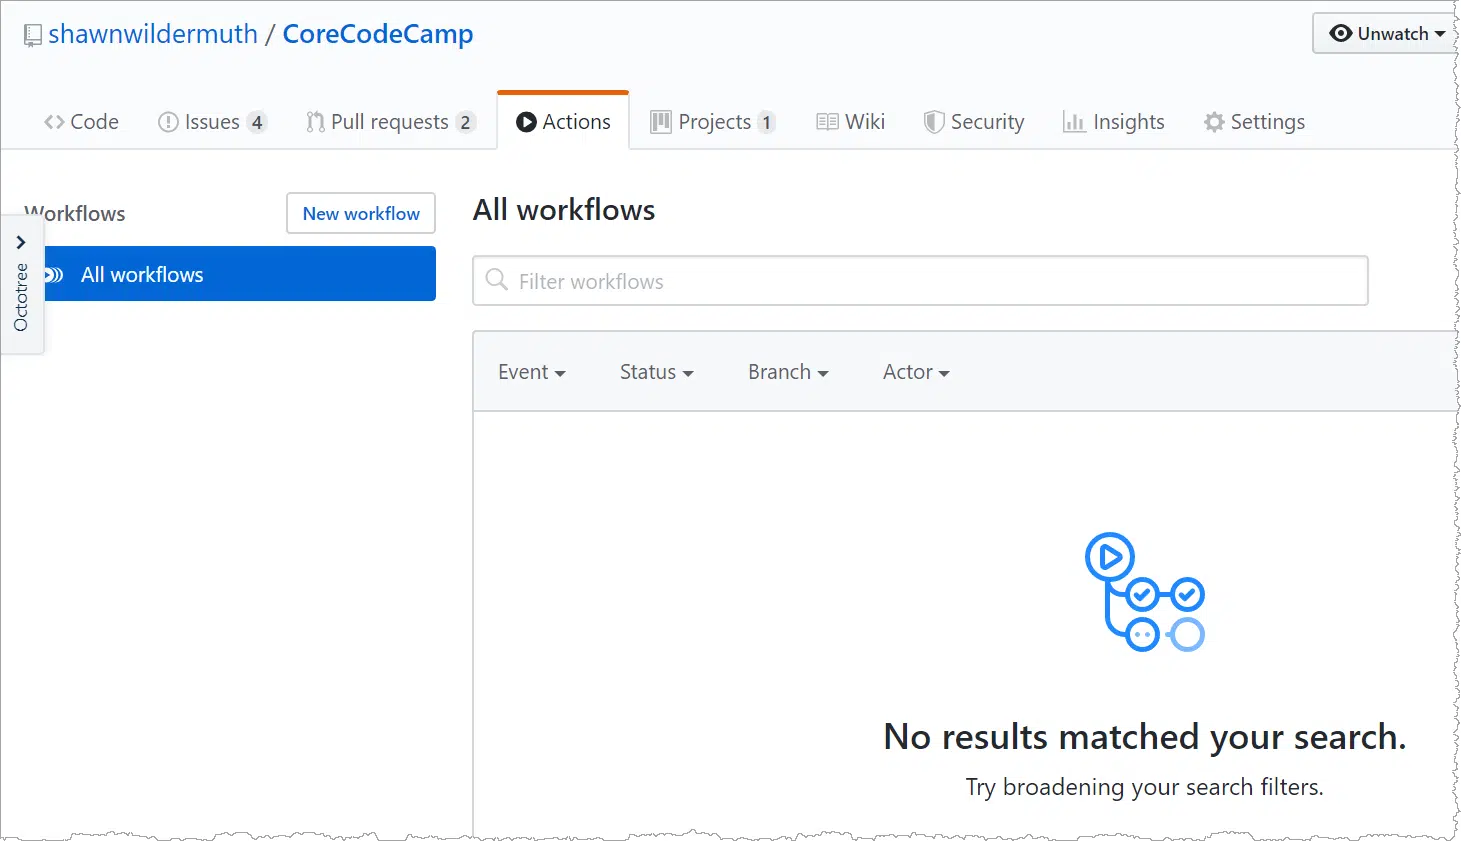 shawnwildermuth / CoreCodeCamp
Unwatch
Code Issues 4 Pull requests 2 Actions Projects 1 Wiki Security Insights Settings
Workflows New workflow
All workflows
Octotree
All workflows
Filter workflows
Event Status Branch Actor
No results matched your search.
Try broadening your search filters.